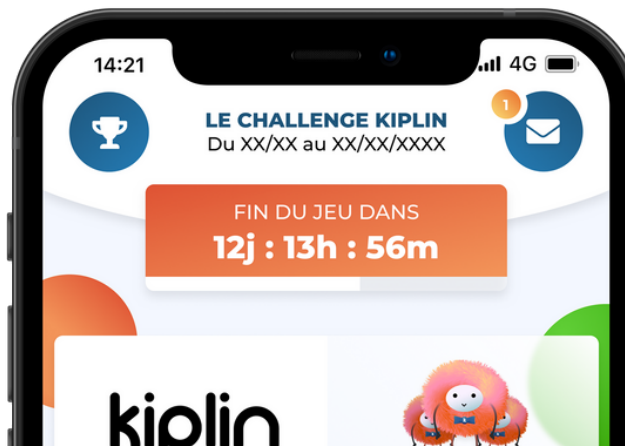 14:21
4G
1
LE CHALLENGE KIPLIN
Du XX/XX au XX/XX/XXXX
FIN DU JEU DANS
12j : 13h : 56m
kiplin